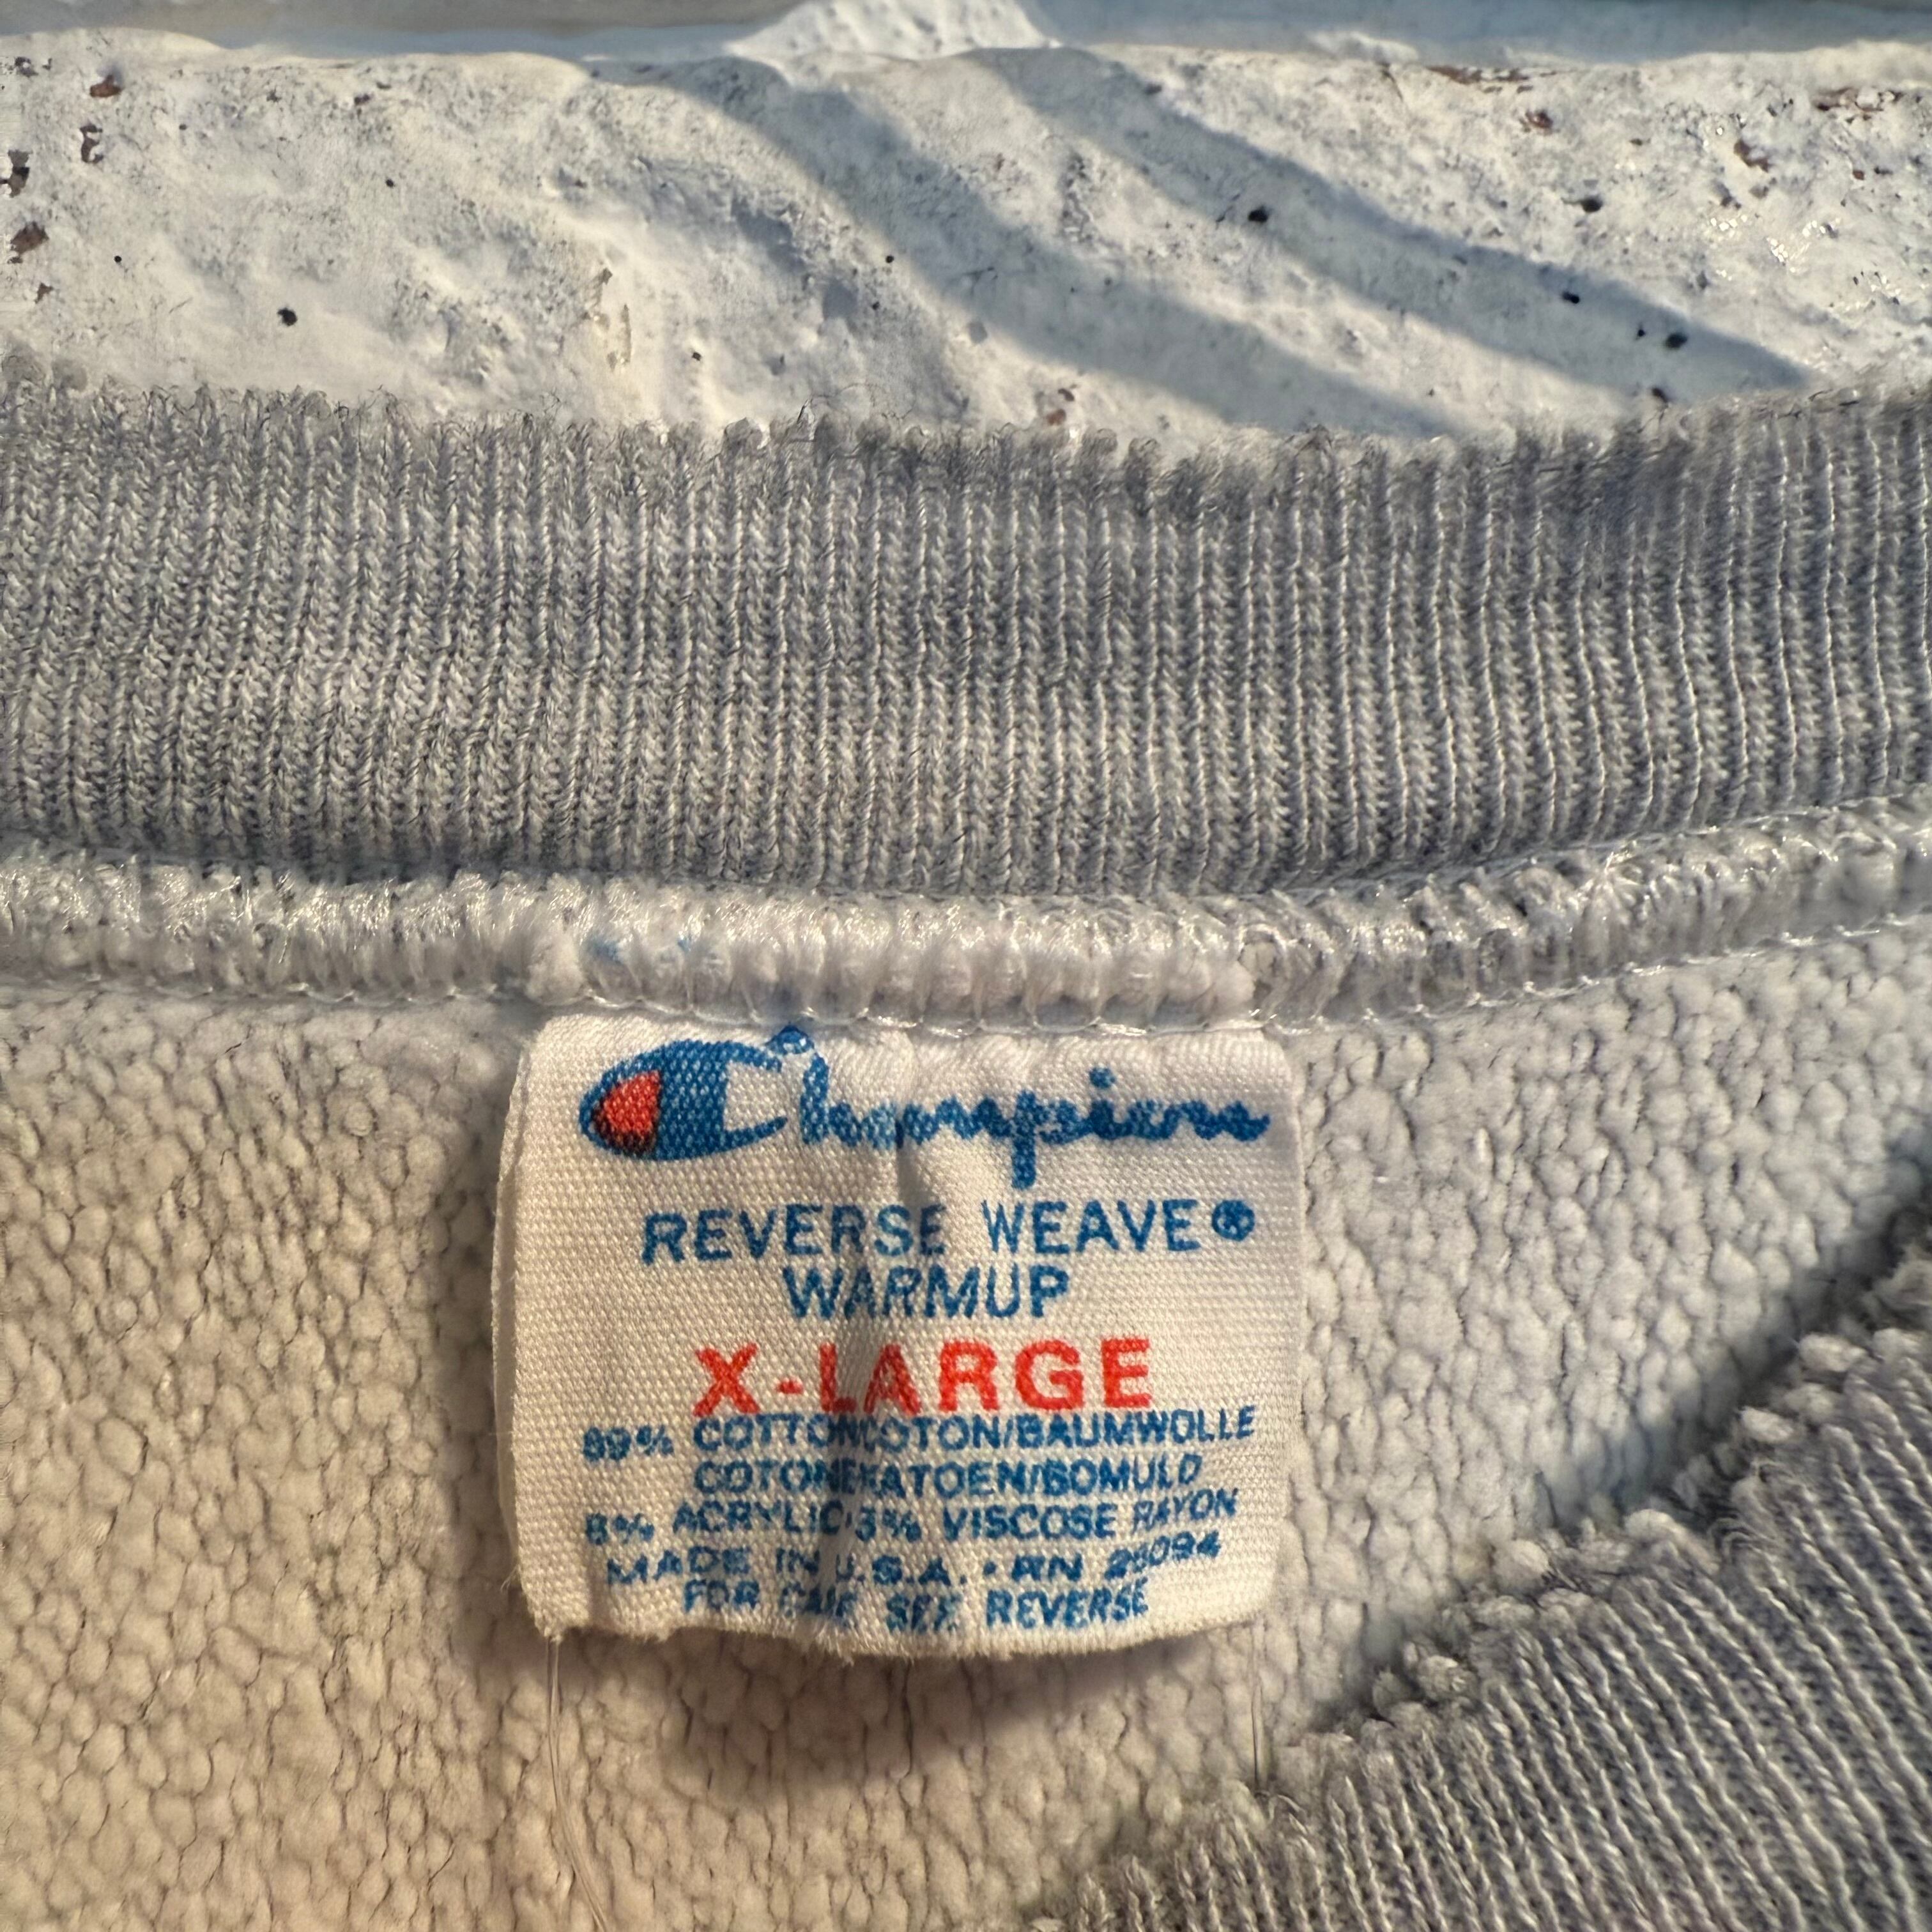 Champion
REVERSE WEAVE®
WARMUP
X-LARGE
89% COTTON/COTON/BAUMWOLLE
COTONE/KATOEN/BOMULD
8% ACRYLIC 3% VISCOSE RAYON
MADE IN U.S.A. • RN 26094
FOR CARE SEE REVERSE